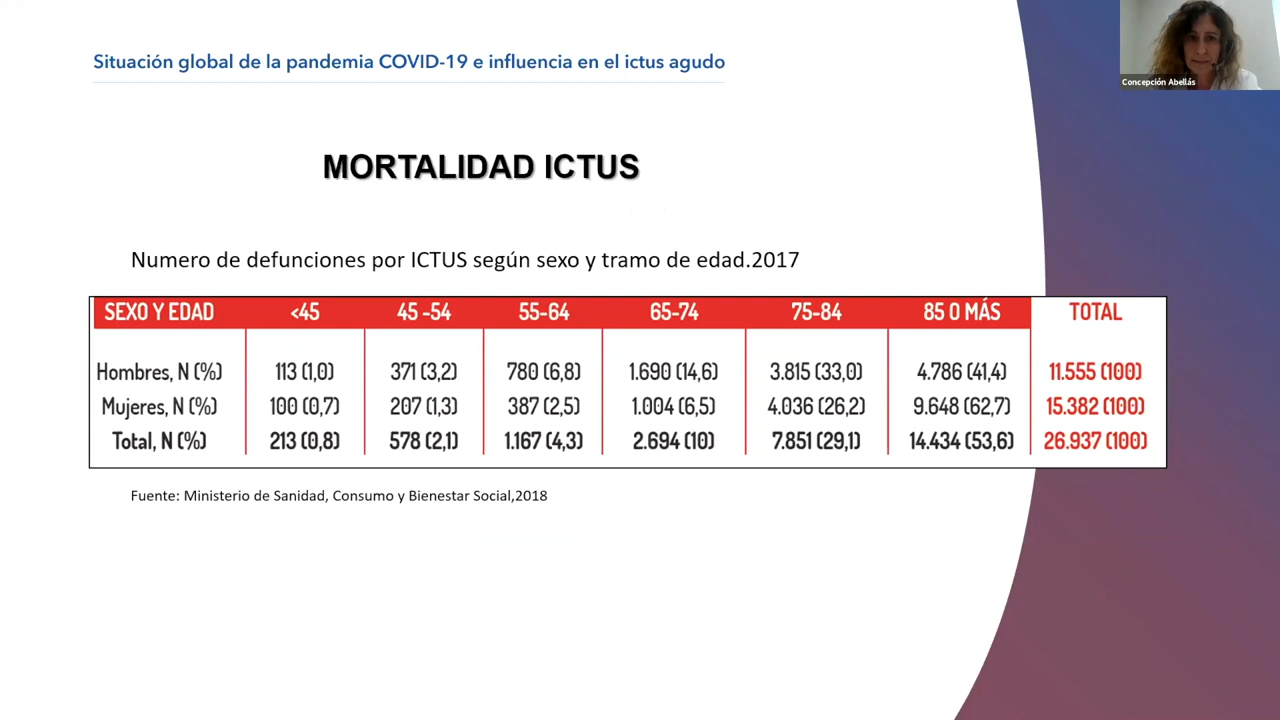 Situación global de la pandemia COVID-19 e influencia en el ictus agudo
Concepción Abellás
MORTALIDAD ICTUS
Numero de defunciones por ICTUS según sexo y tramo de edad.2017
SEXO Y EDAD <45 45 -54 55-64 65-74 75-84 85 O MÁS TOTAL
Hombres, N (%) 113 (1,0) 371 (3,2) 780 (6,8) 1.690 (14,6) 3.815 (33,0) 4.786 (41,4) 11.555 (100)
Mujeres, N (%) 100 (0,7) 207 (1,3) 387 (2,5) 1.004 (6,5) 4.036 (26,2) 9.648 (62,7) 15.382 (100)
Total, N (%) 213 (0,8) 578 (2,1) 1.167 (4,3) 2.694 (10) 7.851 (29,1) 14.434 (53,6) 26.937 (100)
Fuente: Ministerio de Sanidad, Consumo y Bienestar Social,2018